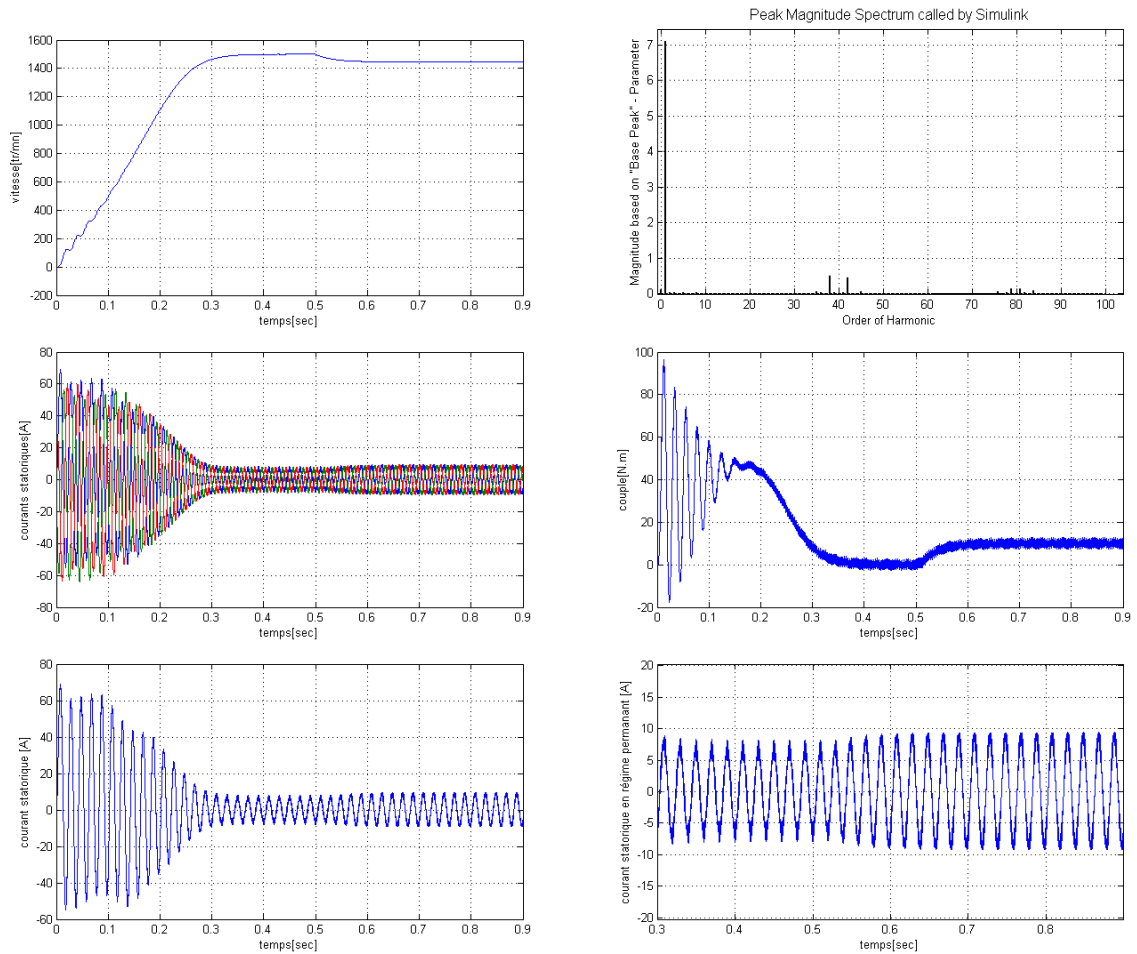 1600
1400
1200
1000
800
600
400
200
0
-200
vitesse[tr/mn]
0 0.1 0.2 0.3 0.4 0.5 0.6 0.7 0.8 0.9
temps[sec]
Peak Magnitude Spectrum called by Simulink
7
6
5
4
3
2
1
0
Magnitude based on "Base Peak" - Parameter
0 10 20 30 40 50 60 70 80 90 100
Order of Harmonic
80
60
40
20
0
-20
-40
-60
-80
courants statoriques[A]
0 0.1 0.2 0.3 0.4 0.5 0.6 0.7 0.8 0.9
temps[sec]
100
80
60
40
20
0
-20
couple[N.m]
0 0.1 0.2 0.3 0.4 0.5 0.6 0.7 0.8 0.9
temps[sec]
80
60
40
20
0
-20
-40
-60
courant statorique [A]
0 0.1 0.2 0.3 0.4 0.5 0.6 0.7 0.8 0.9
temps[sec]
20
15
10
5
0
-5
-10
-15
-20
courant statorique en régime permanant [A]
0.3 0.4 0.5 0.6 0.7 0.8
temps[sec]